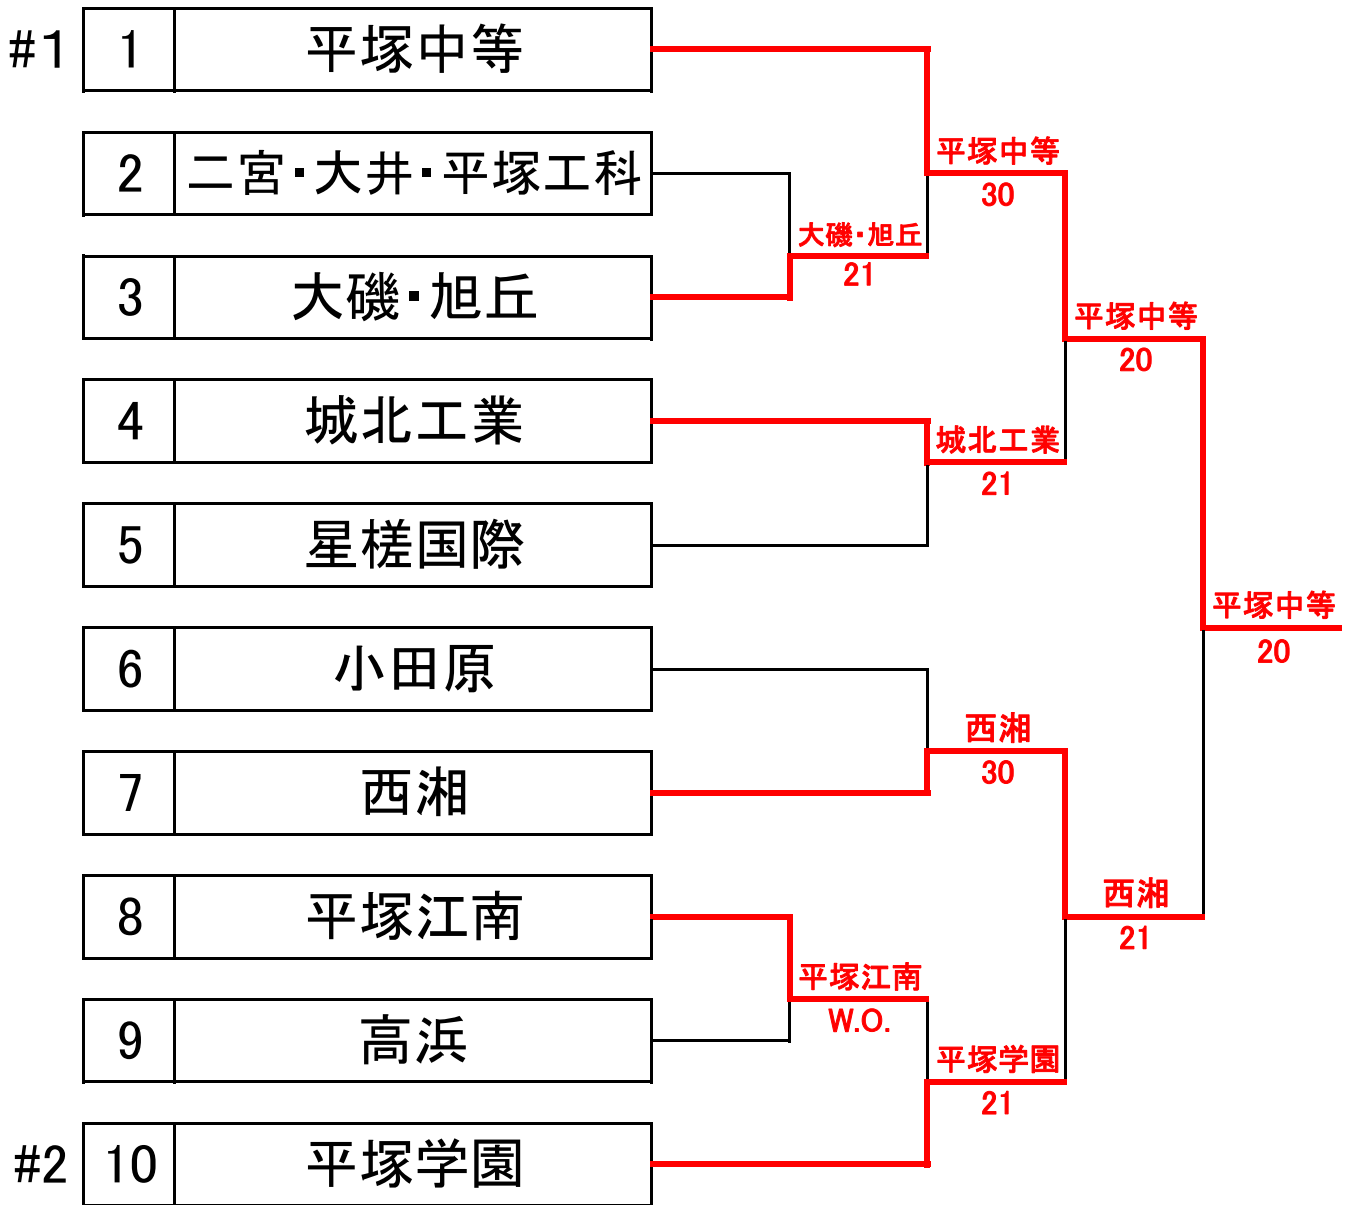 #1 1 平塚中等
2 二宮・大井・平塚工科
3 大磯・旭丘
4 城北工業
5 星槎国際
6 小田原
7 西湘
8 平塚江南
9 高浜
#2 10 平塚学園
大磯・旭丘
21
平塚江南
W.O.
平塚中等
30
城北工業
21
西湘
30
平塚学園
21
平塚中等
20
西湘
21
平塚中等
20